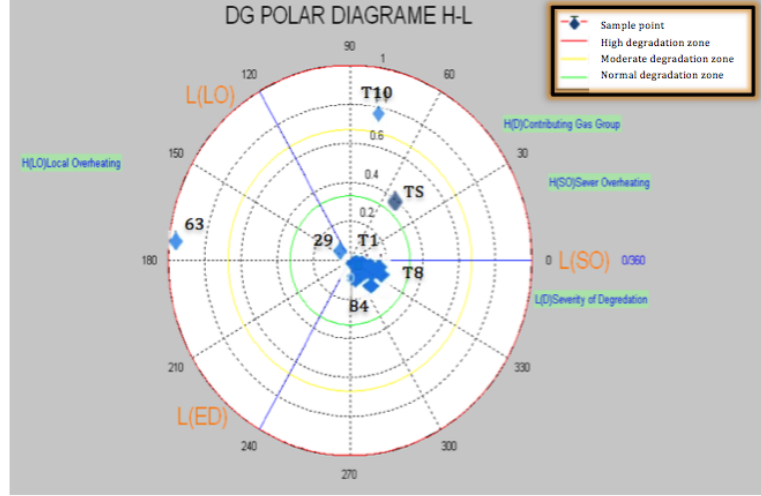 DG POLAR DIAGRAME H-L
Sample point
High degradation zone
Moderate degradation zone
Normal degradation zone
90
1
120
60
L(LO)
T10
0.6
H(D)Contributing Gas Group
150
30
H(LO)Local Overheating
0.4
H(SO)Sever Overheating
TS
0.2
63
29
T1
180
0
L(SO)
0/360
T8
L(D)Severity of Degredation
84
210
330
L(ED)
240
300
270